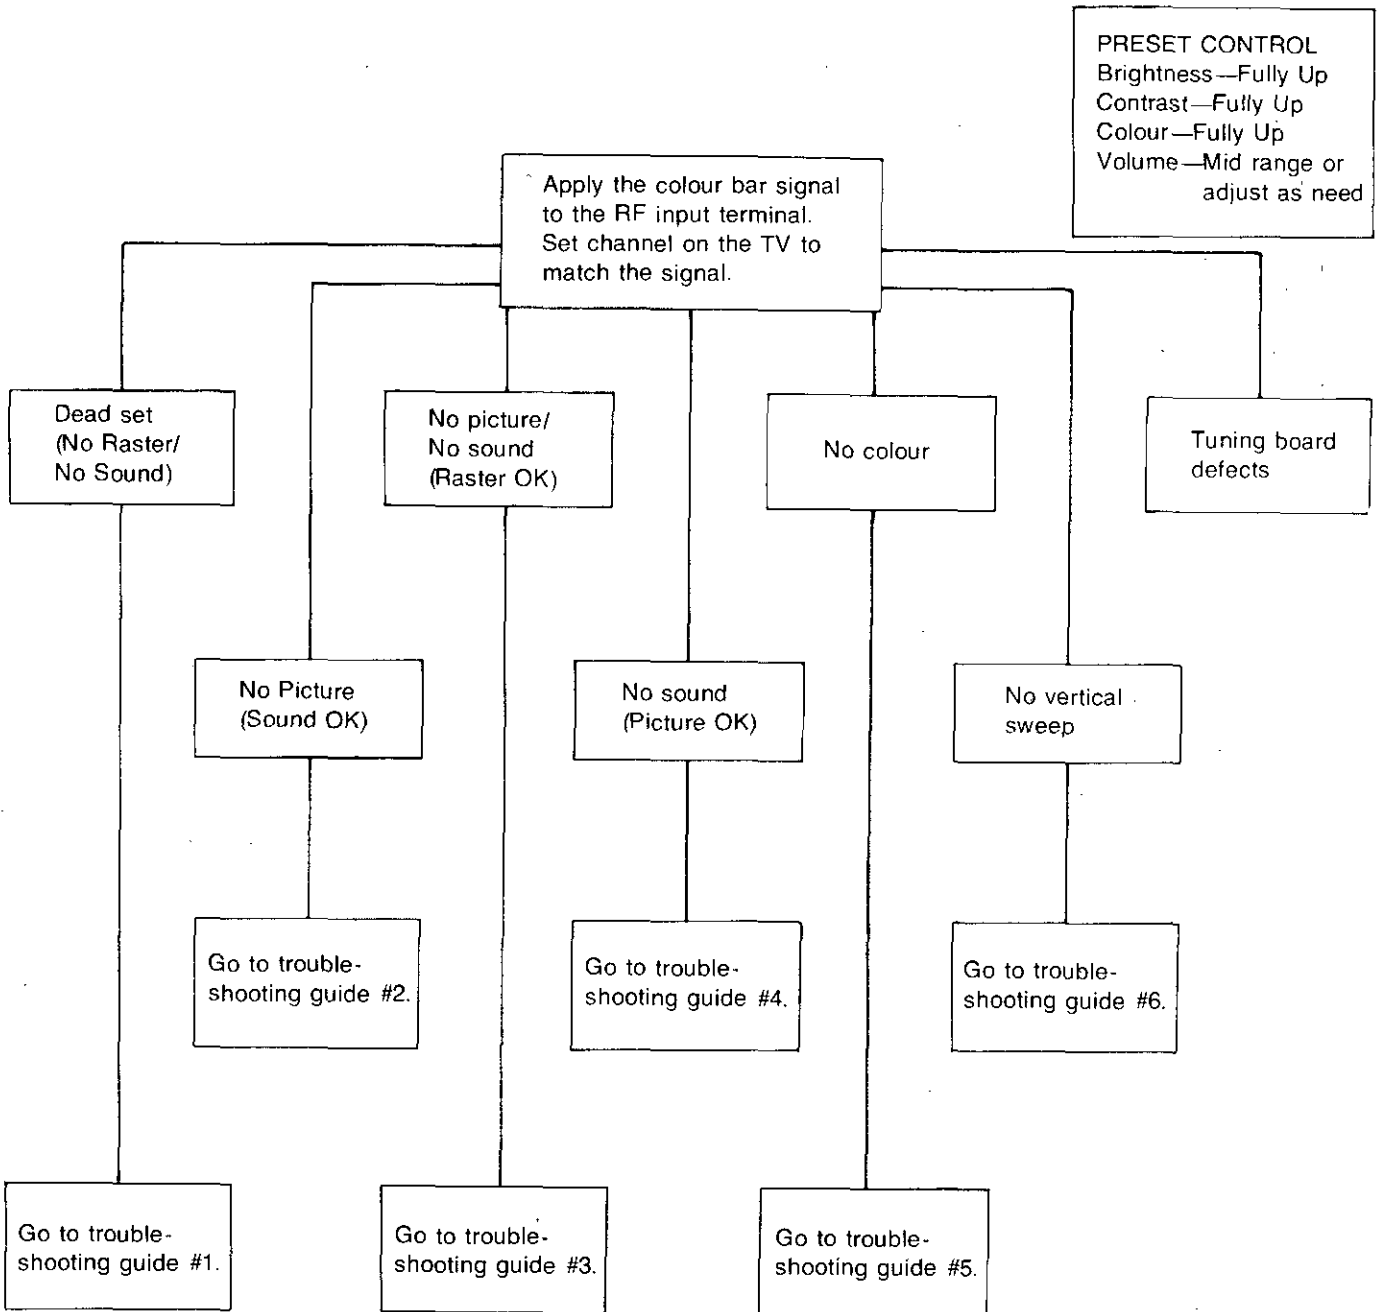 PRESET CONTROL
Brightness—Fully Up
Contrast—Fully Up
Colour—Fully Up
Volume—Mid range or
adjust as need
Apply the colour bar signal
to the RF input terminal.
Set channel on the TV to
match the signal.
Dead set
(No Raster/
No Sound)
No picture/
No sound
(Raster OK)
No colour
Tuning board
defects
No Picture
(Sound OK)
No sound
(Picture OK)
No vertical
sweep
Go to trouble-
shooting guide #2.
Go to trouble-
shooting guide #4.
Go to trouble-
shooting guide #6.
Go to trouble-
shooting guide #1.
Go to trouble-
shooting guide #3.
Go to trouble-
shooting guide #5.